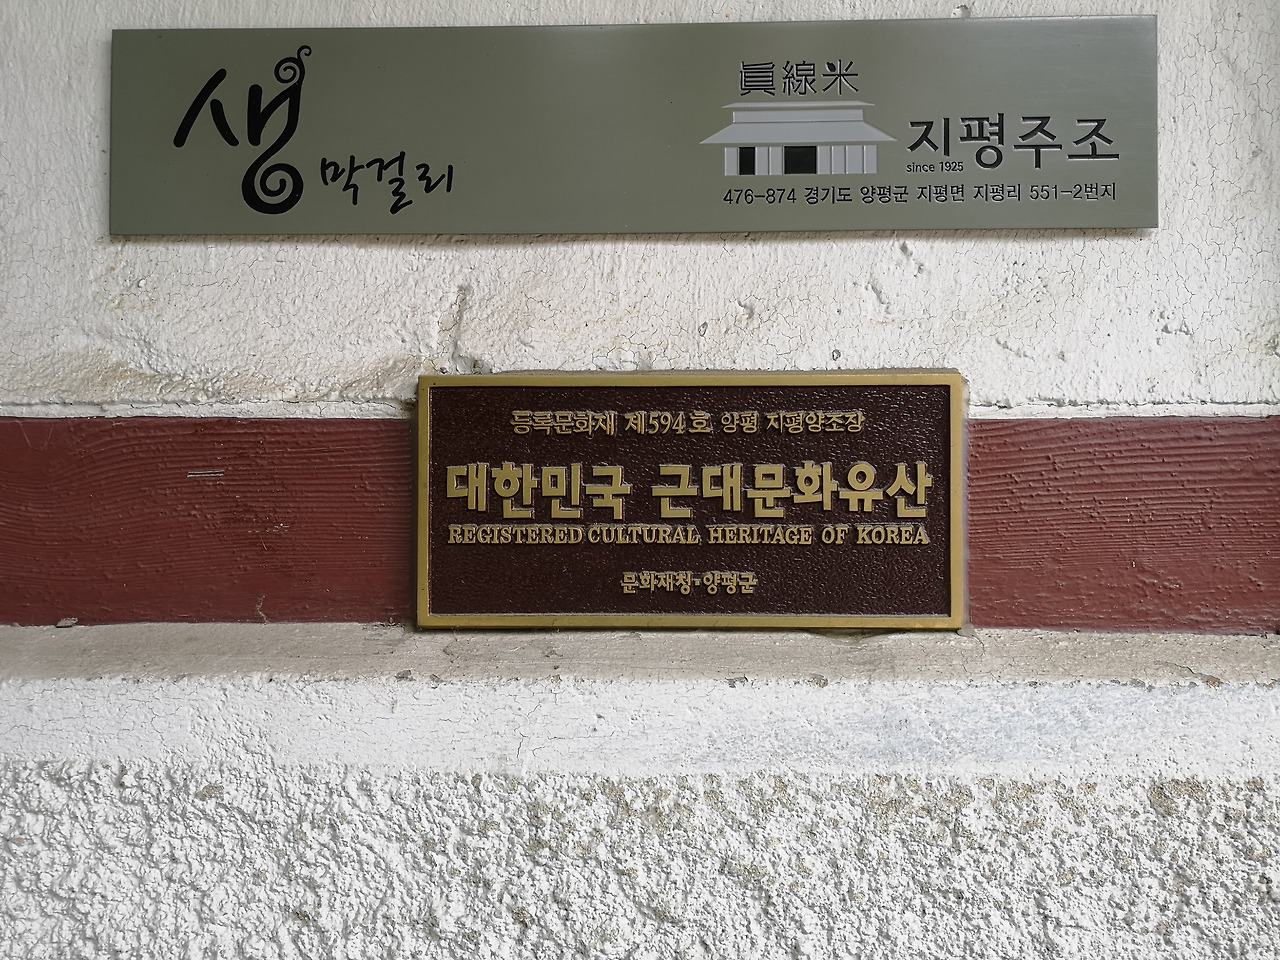 생 막걸리
眞線米
지평주조
since 1925
476-874 경기도 양평군 지평면 지평리 551-2번지
등록문화재 제594호 양평 지평양조장
대한민국 근대문화유산
REGISTERED CULTURAL HERITAGE OF KOREA
문화재청·양평군